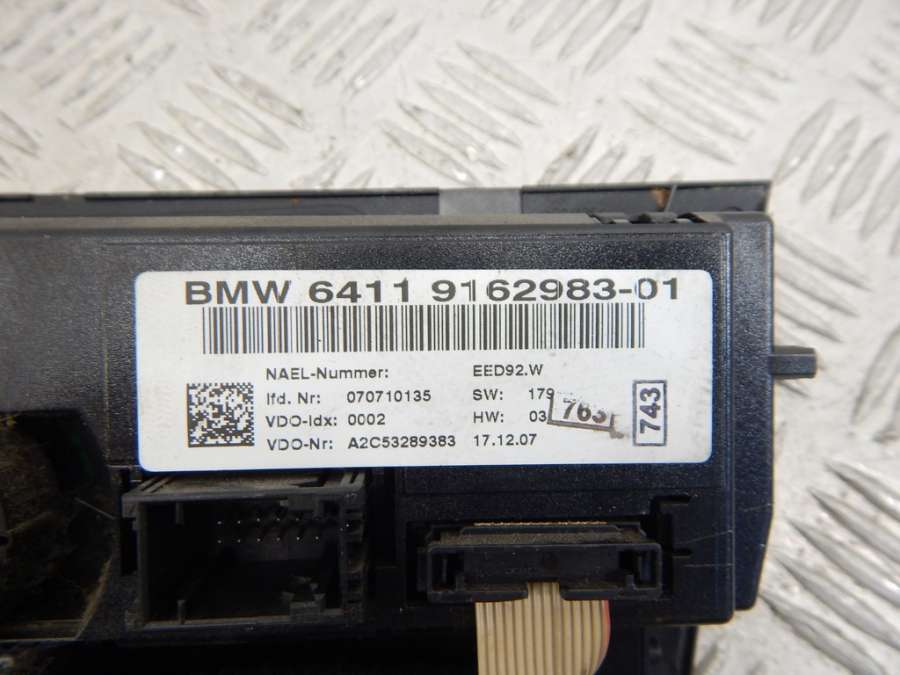 BMW 6411 9162983-01
NAEL-Nummer: EED92.W
lfd. Nr: 070710135 SW: 179
VDO-Idx: 0002 HW: 03 763 743
VDO-Nr: A2C53289383 17.12.07